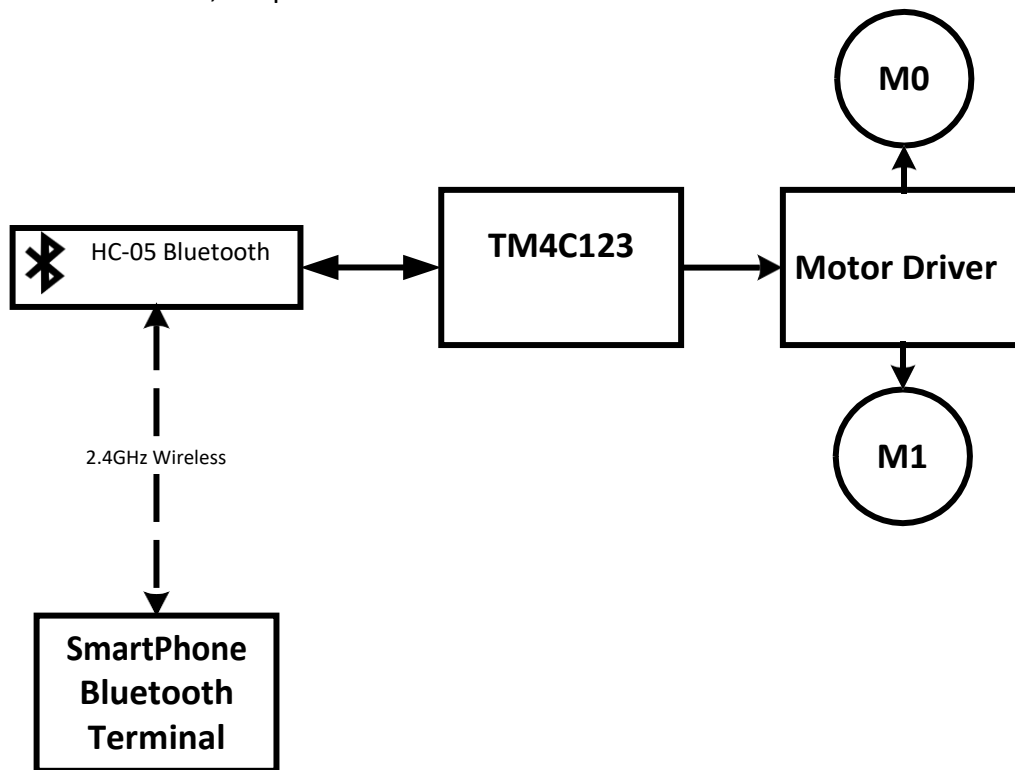 M0
TM4C123
HC-05 Bluetooth
Motor Driver
M1
2.4GHz Wireless
SmartPhone
Bluetooth
Terminal